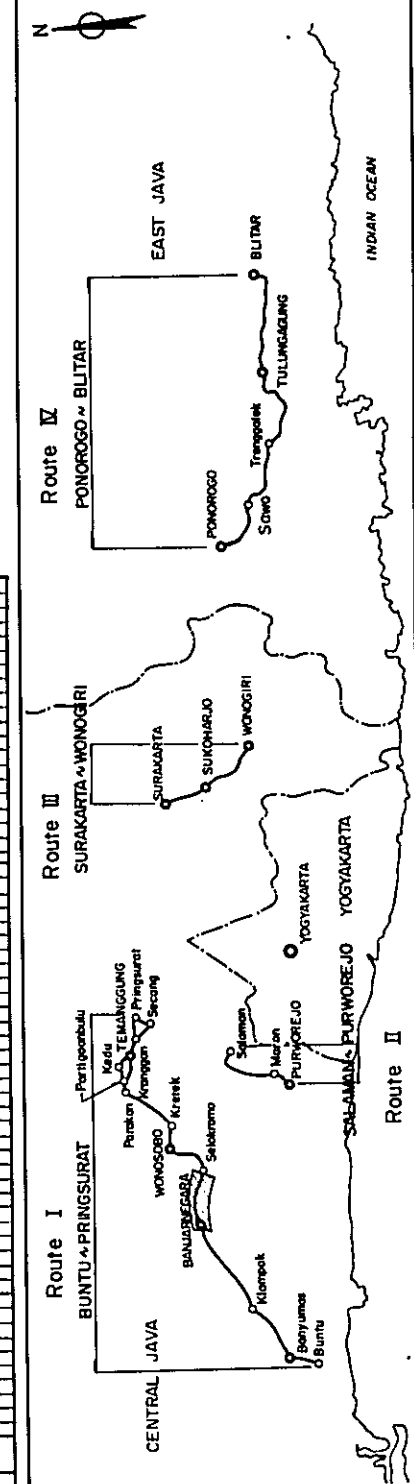 N
Route I
BUNTU ~ PRINGSURAT
CENTRAL JAVA
Partigoonbulu
Kedu
TEMANGGUNG
Pringsurat
Secang
Kranggan
Parakan
Kretek
WONOSOBO
Selokromo
BANJARNEGARA
Klampok
Banyumas
Buntu
Salaman
Maron
PURWOREJO
YOGYAKARTA
SALAMAN ~ PURWOREJO
YOGYAKARTA
Route II
Route III
SURAKARTA ~ WONOGIRI
SURAKARTA
SUKOHARJO
WONOGIRI
Route IV
PONOROGO ~ BLITAR
EAST JAVA
PONOROGO
Sawo
Trenggalek
TULUNGAGUNG
BLITAR
INDIAN OCEAN